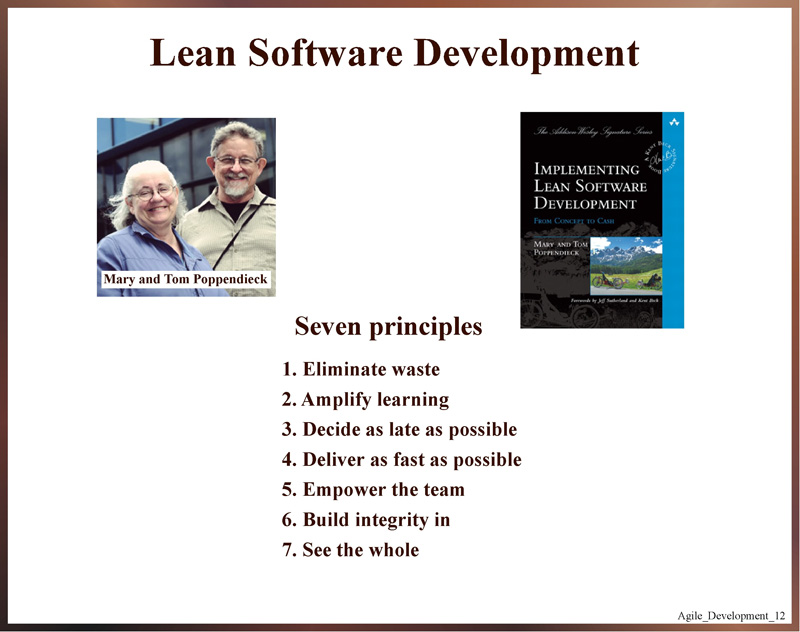 Lean Software Development
Mary and Tom Poppendieck
The Addison Wesley Signature Series
A KENT BECK
SIGNATURE BOOK
IMPLEMENTING
LEAN SOFTWARE
DEVELOPMENT
FROM CONCEPT TO CASH
MARY AND TOM
POPPENDIECK
Forewords by Jeff Sutherland and Kent Beck
Seven principles
1. Eliminate waste
2. Amplify learning
3. Decide as late as possible
4. Deliver as fast as possible
5. Empower the team
6. Build integrity in
7. See the whole
Agile_Development_12